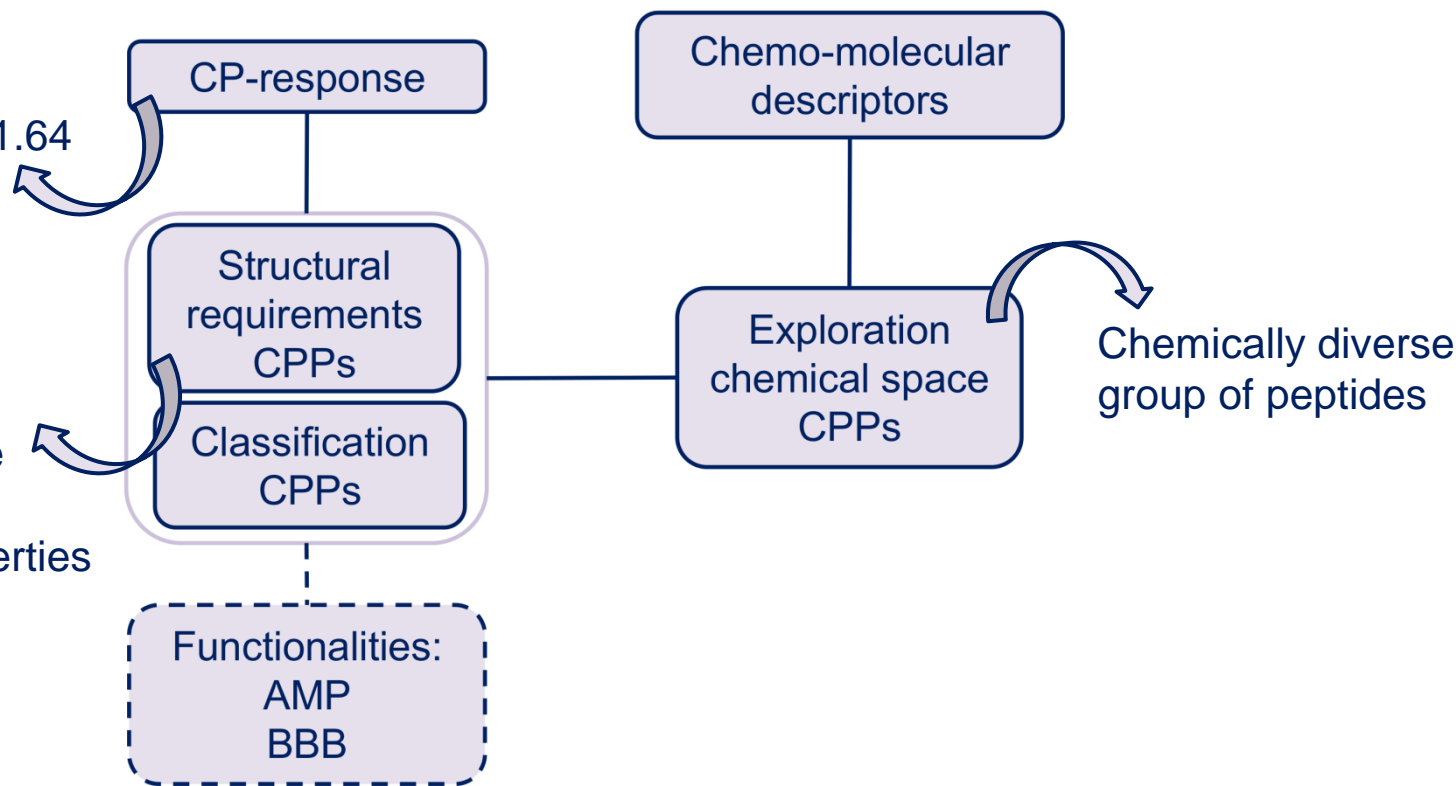 CP-response
1.64
Structural
requirements
CPPs
Classification
CPPs
erties
Functionalities:
AMP
BBB
Chemo-molecular
descriptors
Exploration
chemical space
CPPs
Chemically diverse
group of peptides